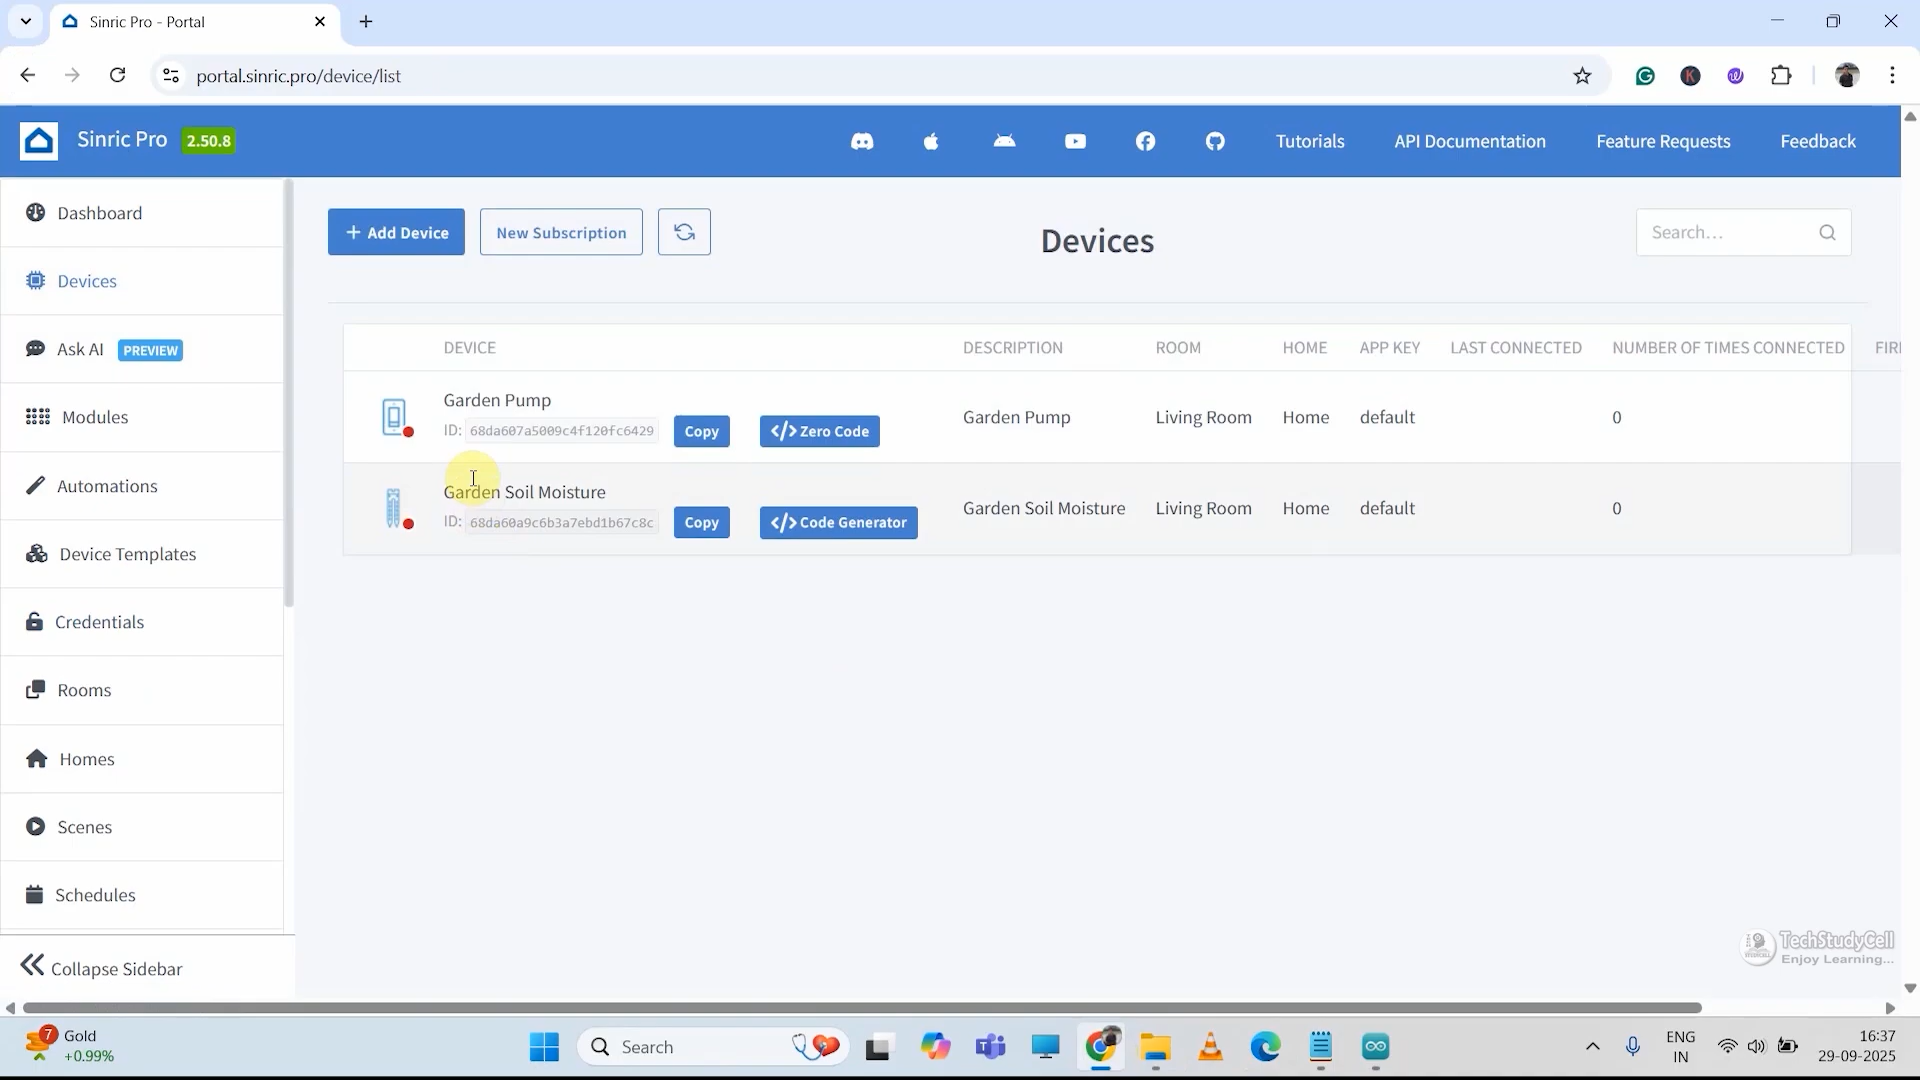 Sinric Pro - Portal
portal.sinric.pro/device/list
Sinric Pro 2.50.8
Tutorials API Documentation Feature Requests Feedback
Dashboard
Devices
Ask AI PREVIEW
Modules
Automations
Device Templates
Credentials
Rooms
Homes
Scenes
Schedules
Collapse Sidebar
+ Add Device New Subscription
Devices
Search...
DEVICE DESCRIPTION ROOM HOME APP KEY LAST CONNECTED NUMBER OF TIMES CONNECTED FIR
Garden Pump
ID: 68da607a5009c4f120fc6429 Copy </> Zero Code Garden Pump Living Room Home default 0
Garden Soil Moisture
ID: 68da60a9c6b3a7ebd1b67c8c Copy </> Code Generator Garden Soil Moisture Living Room Home default 0
TechStudyCell
Enjoy Learning...
7
Gold
+0.99%
Search
ENG
IN
16:37
29-09-2025